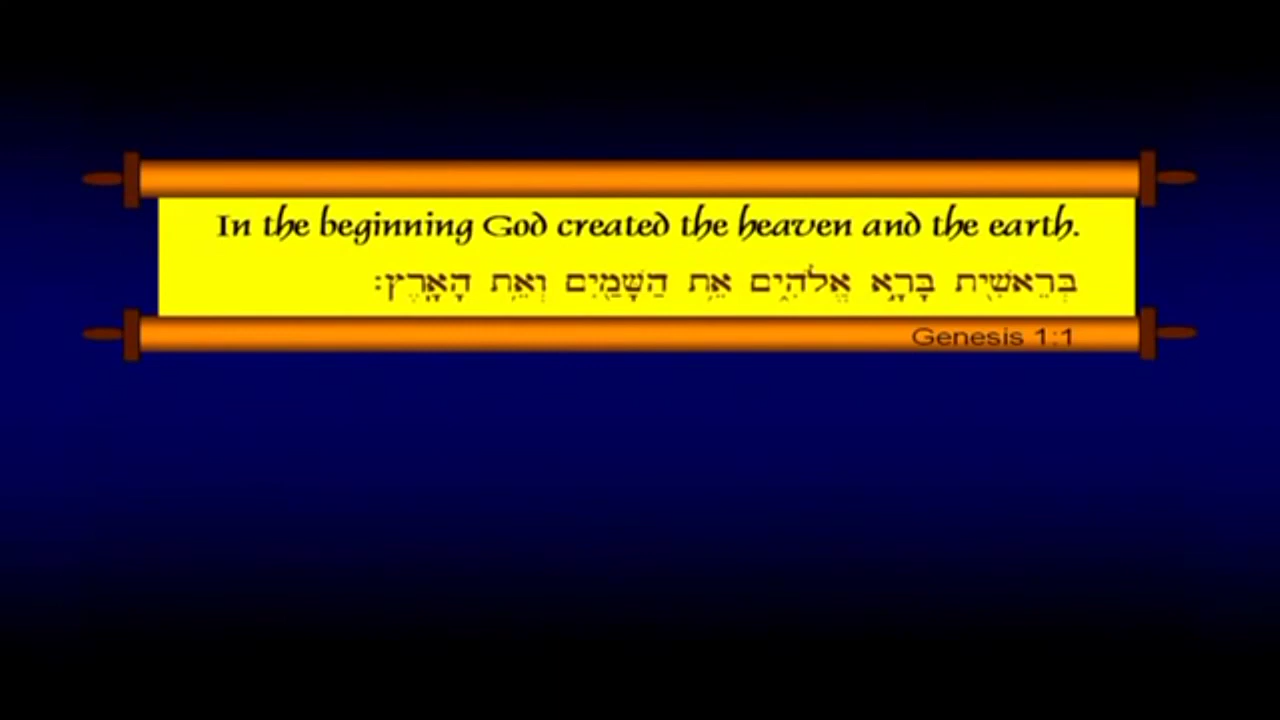 In the beginning God created the heaven and the earth.
בְּרֵאשִׁ֖ית בָּרָ֣א אֱלֹהִ֑ים אֵ֥ת הַשָּׁמַ֖יִם וְאֵ֥ת הָאָֽרֶץ׃
Genesis 1:1